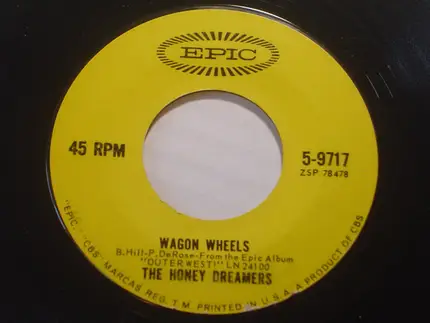 EPIC
45 RPM
5-9717
ZSP 78478
WAGON WHEELS
B. Hill-P. DeRose-From the Epic Album
"OUTER WEST!" LN 24100
THE HONEY DREAMERS
"EPIC", "CBS" MARCAS REG. T.M. PRINTED IN U.S.A. A PRODUCT OF CBS